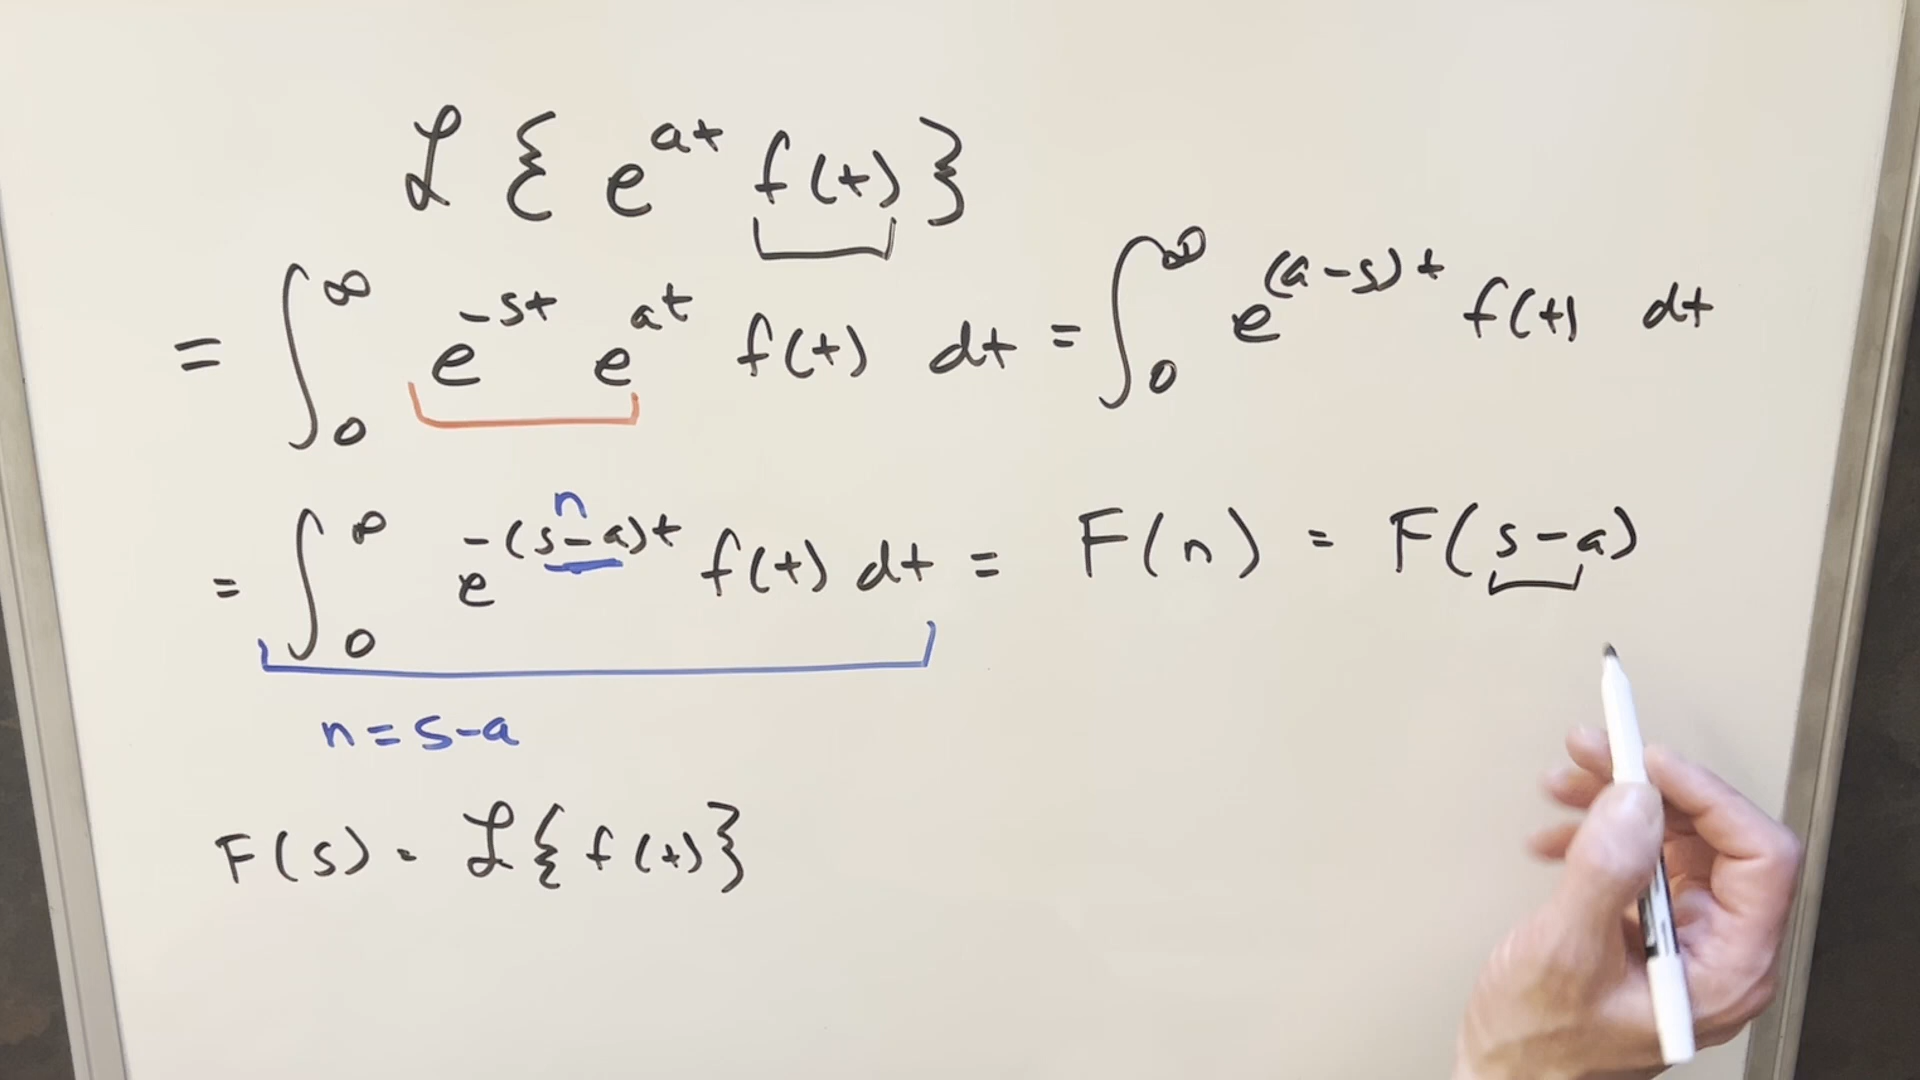 ℒ { e^{at} f(t) }
= ∫_0^∞ e^{-st} e^{at} f(t) dt = ∫_0^∞ e^{(a-s)t} f(t) dt
n
= ∫_0^∞ e^{-(s-a)t} f(t) dt = F(n) = F(s-a)
n = s-a
F(s) = ℒ{f(t)}